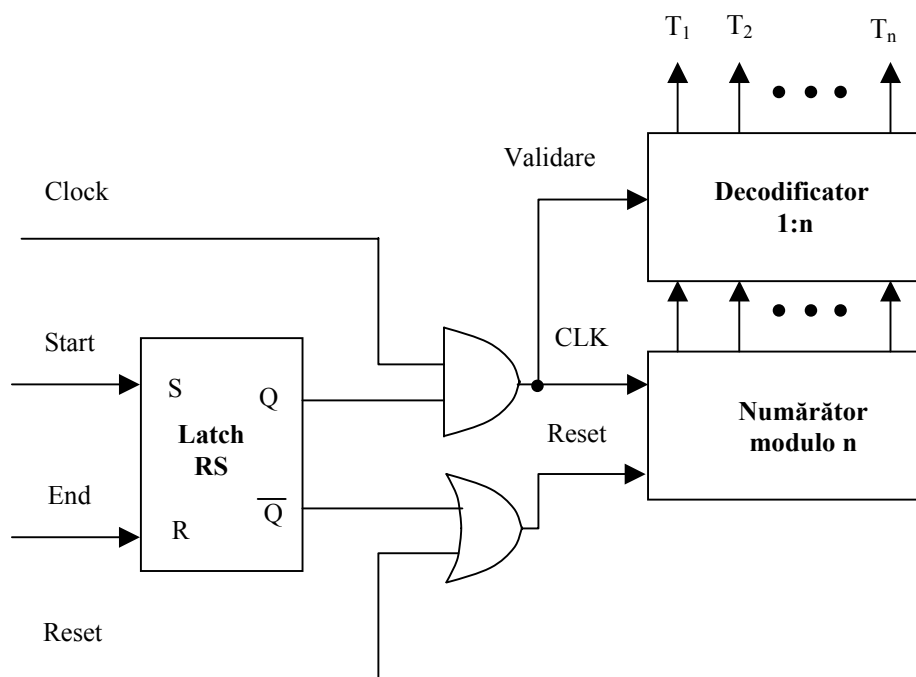 T1 T2 Tn
Validare
Decodificator
1:n
Clock
Start
CLK
S
Q
Latch
RS
Reset
Numărător
modulo n
End
R
Q̅
Reset